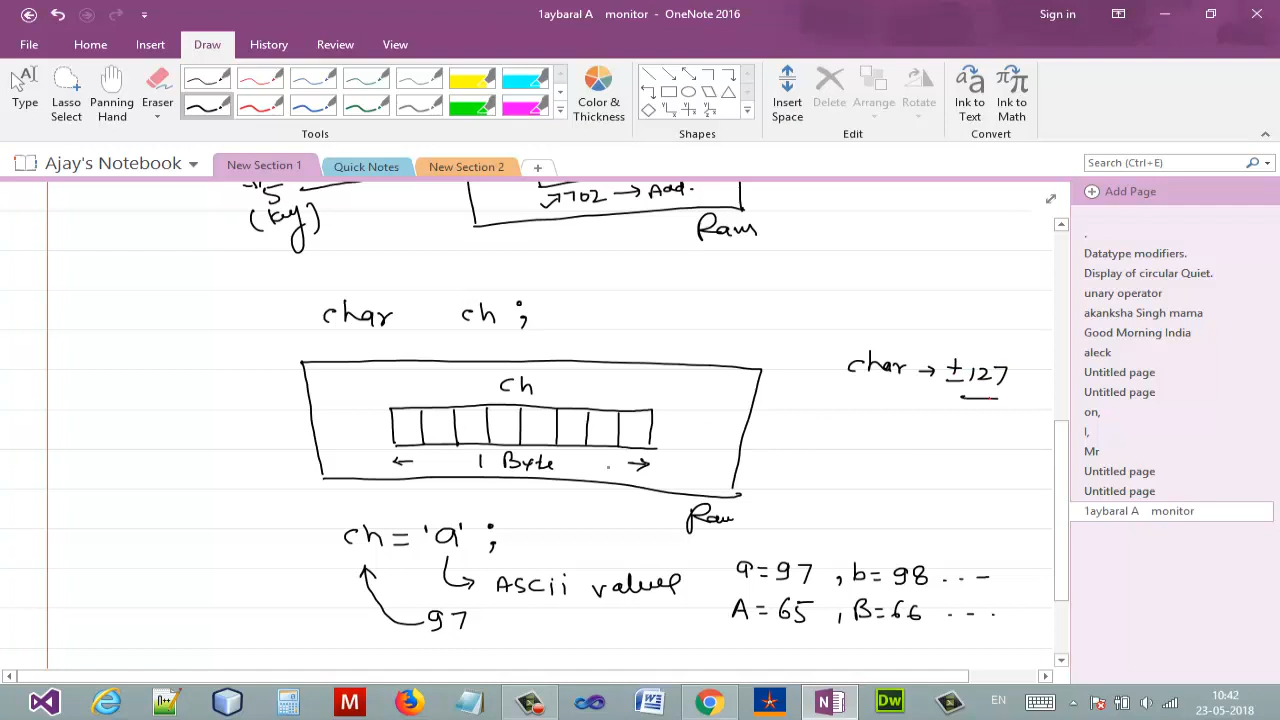 1aybaral A monitor - OneNote 2016
Sign in
File Home Insert Draw History Review View
Type
Lasso Select
Panning Hand
Eraser
Color & Thickness
Insert Space
Delete
Arrange
Rotate
Ink to Text
Ink to Math
Tools
Shapes
Edit
Convert
Ajay's Notebook
New Section 1
Quick Notes
New Section 2
Search (Ctrl+E)
Add Page
.
Datatype modifiers.
Display of circular Quiet.
unary operator
akanksha Singh mama
Good Morning India
aleck
Untitled page
Untitled page
on,
I,
Mr
Untitled page
Untitled page
1aybaral A monitor
5
(key)
702 → Add.
Ram
char ch ;
char → ±127
ch
← 1 Byte →
Ram
ch = 'a' ;
ASCii values
97
a=97 , b=98 ...
A=65 , B=66 ...
M
Dw
EN
10:42
23-05-2018